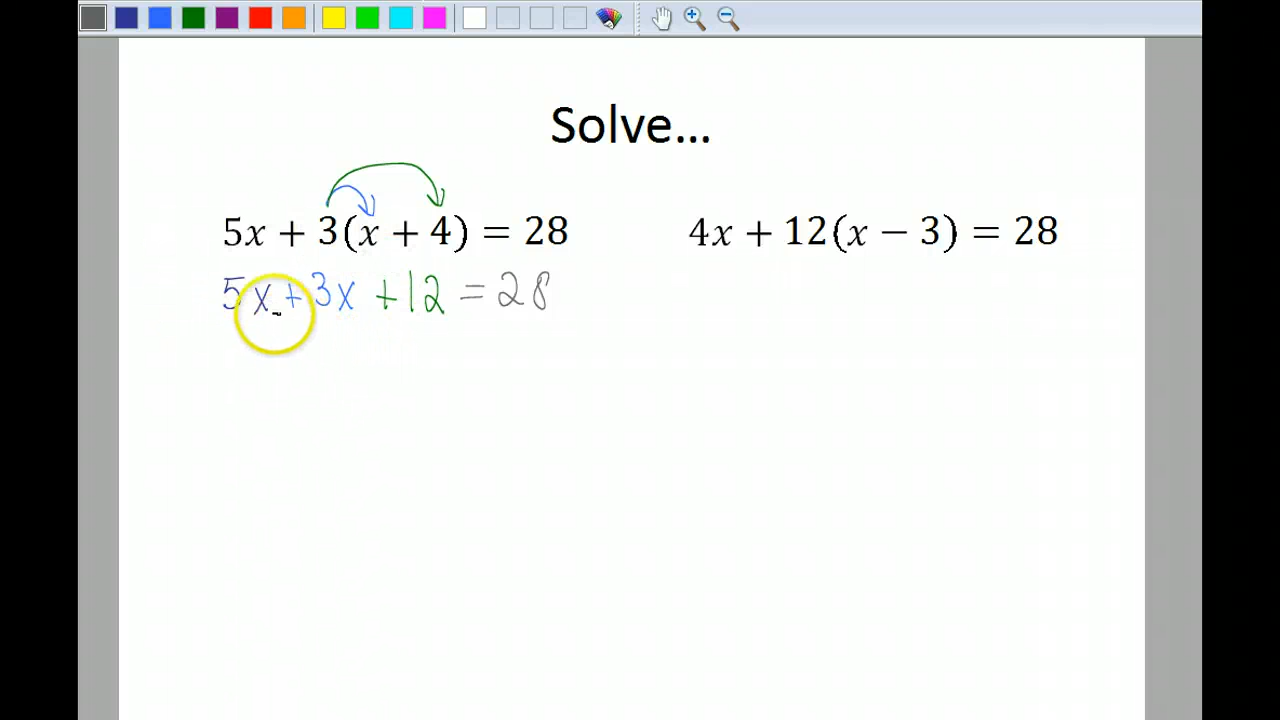 Solve...
5x + 3(x + 4) = 28
4x + 12(x − 3) = 28
5x + 3x + 12 = 28